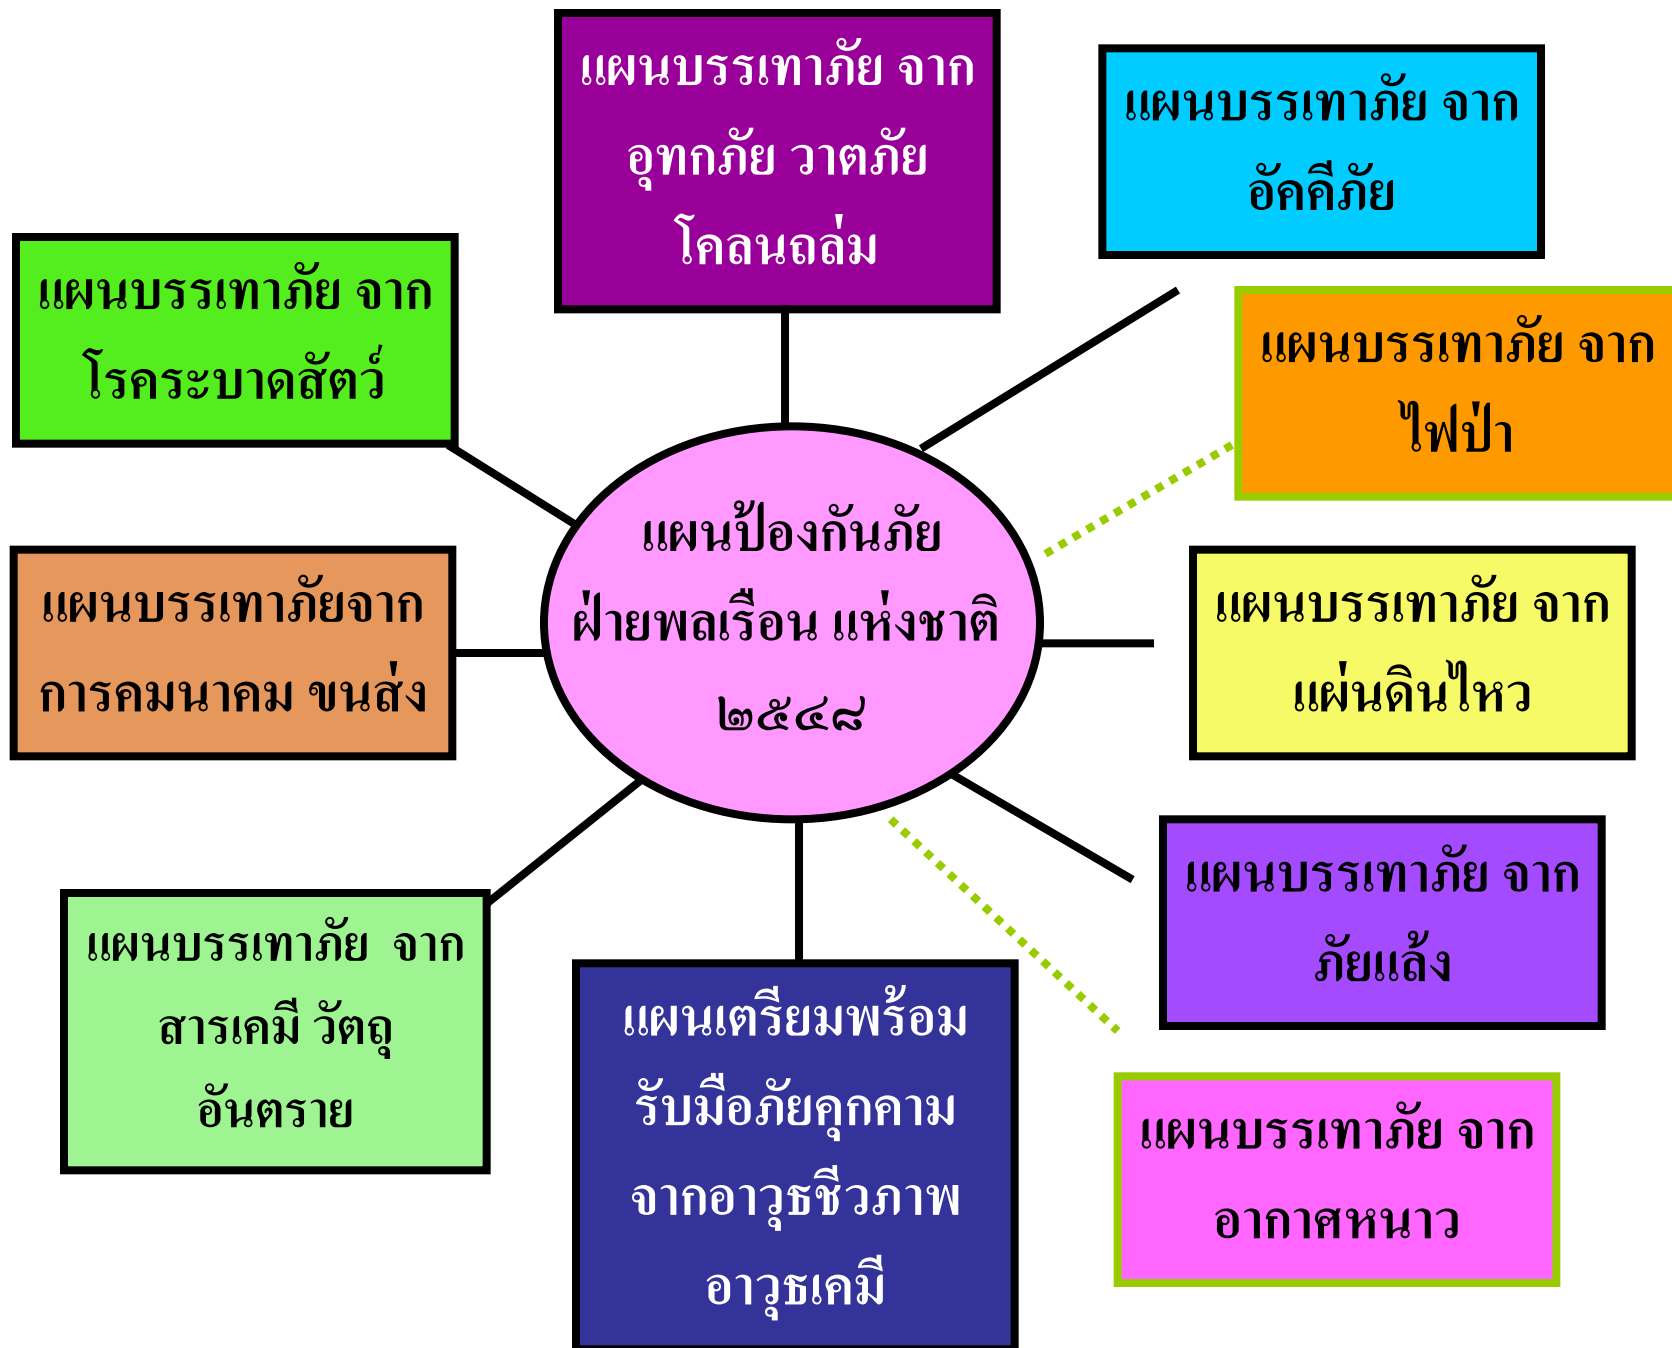 แผนบรรเทาภัย จาก
อุทกภัย วาตภัย
โคลนถล่ม
แผนบรรเทาภัย จาก
อัคคีภัย
แผนบรรเทาภัย จาก
โรคระบาดสัตว์
แผนบรรเทาภัย จาก
ไฟป่า
แผนป้องกันภัย
ฝ่ายพลเรือน แห่งชาติ
๒๕๔๘
แผนบรรเทาภัยจาก
การคมนาคม ขนส่ง
แผนบรรเทาภัย จาก
แผ่นดินไหว
แผนบรรเทาภัย จาก
ภัยแล้ง
แผนบรรเทาภัย  จาก
สารเคมี วัตถุ
อันตราย
แผนเตรียมพร้อม
รับมือภัยคุกคาม
จากอาวุธชีวภาพ
อาวุธเคมี
แผนบรรเทาภัย จาก
อากาศหนาว